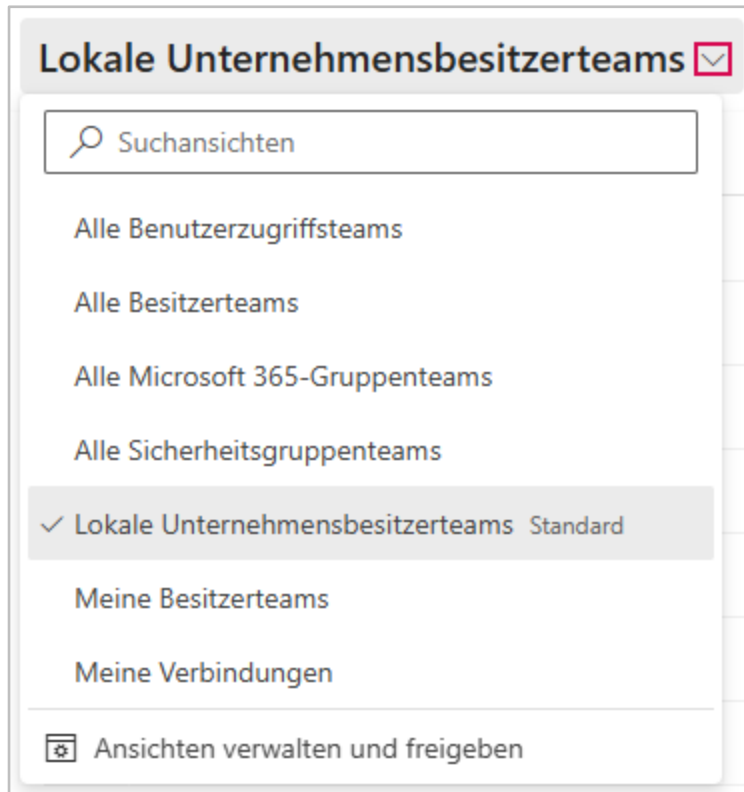 Lokale Unternehmensbesitzerteams
Suchansichten
Alle Benutzerzugriffsteams
Alle Besitzerteams
Alle Microsoft 365-Gruppenteams
Alle Sicherheitsgruppenteams
Lokale Unternehmensbesitzerteams Standard
Meine Besitzerteams
Meine Verbindungen
Ansichten verwalten und freigeben